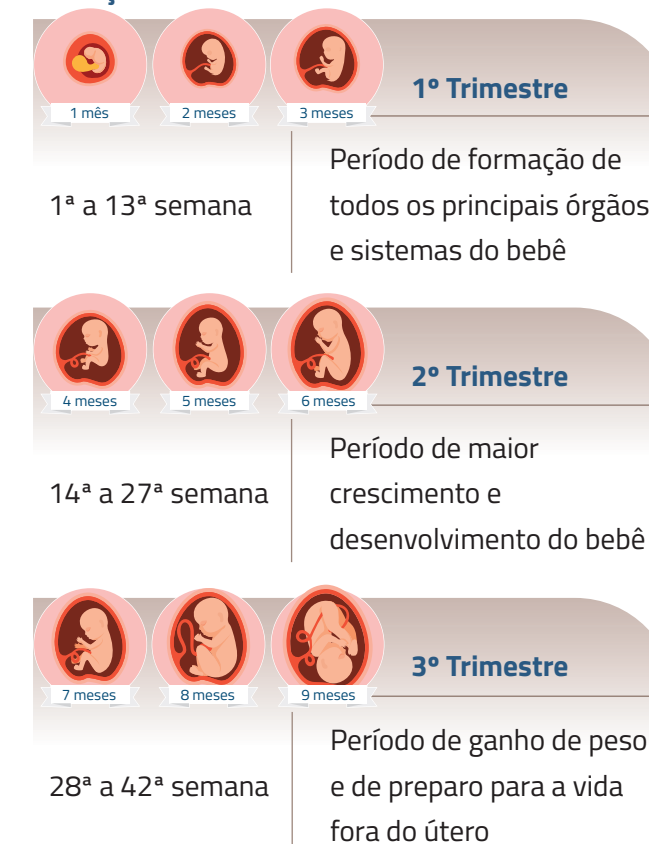 1 mês
2 meses
3 meses
1º Trimestre
1ª a 13ª semana
Período de formação de
todos os principais órgãos
e sistemas do bebê
4 meses
5 meses
6 meses
2º Trimestre
14ª a 27ª semana
Período de maior
crescimento e
desenvolvimento do bebê
7 meses
8 meses
9 meses
3º Trimestre
28ª a 42ª semana
Período de ganho de peso
e de preparo para a vida
fora do útero